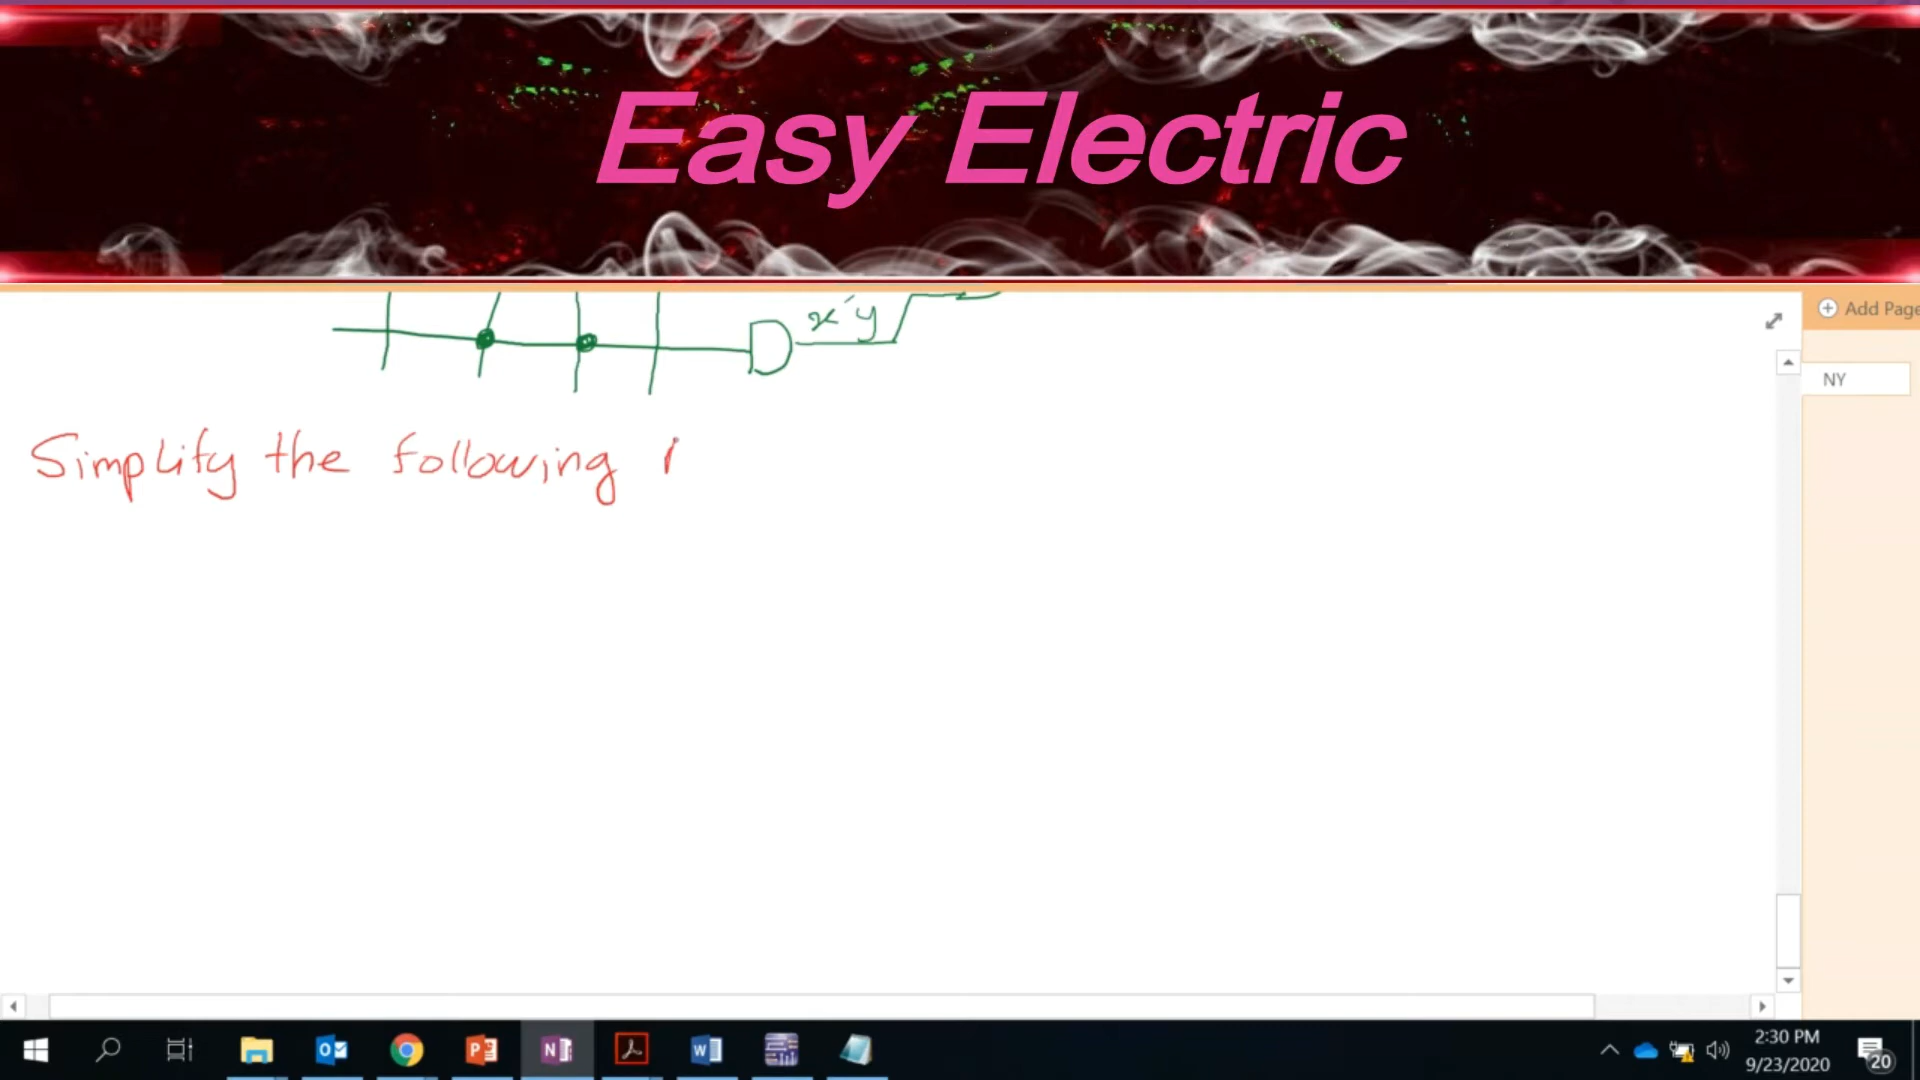 Easy Electric
x'y
Add Page
NY
Simplify the following
2:30 PM
9/23/2020
20